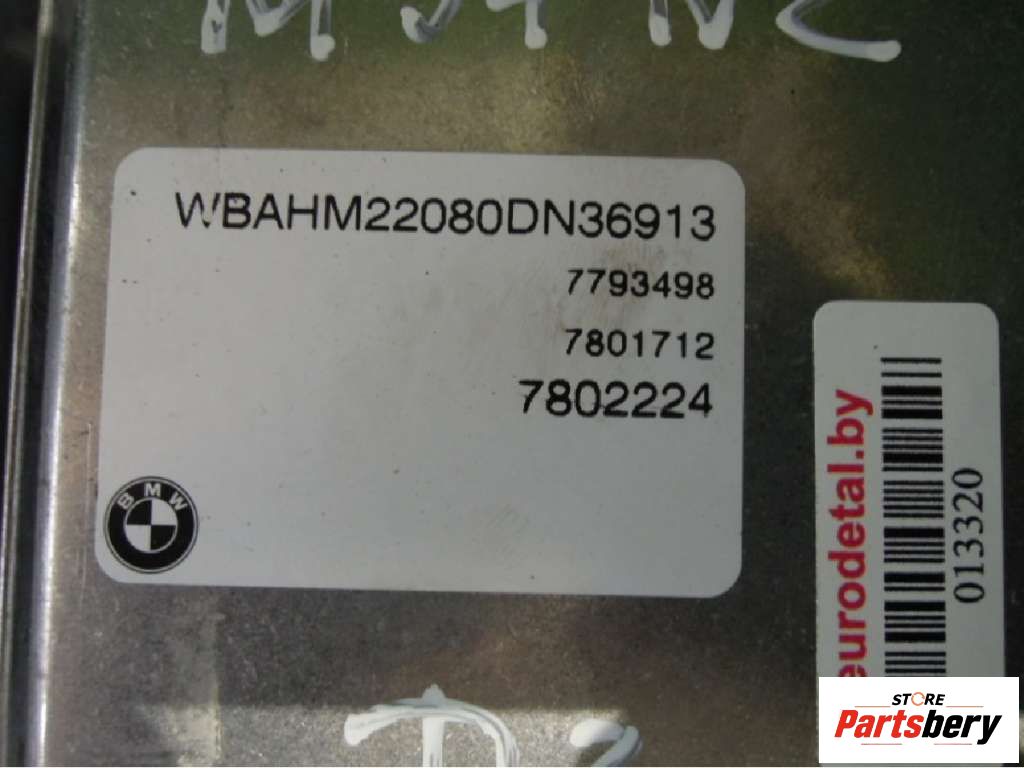 WBAHM22080DN36913
7793498
7801712
7802224
BMW
eurodetal.by
013320
STORE
Partsbery